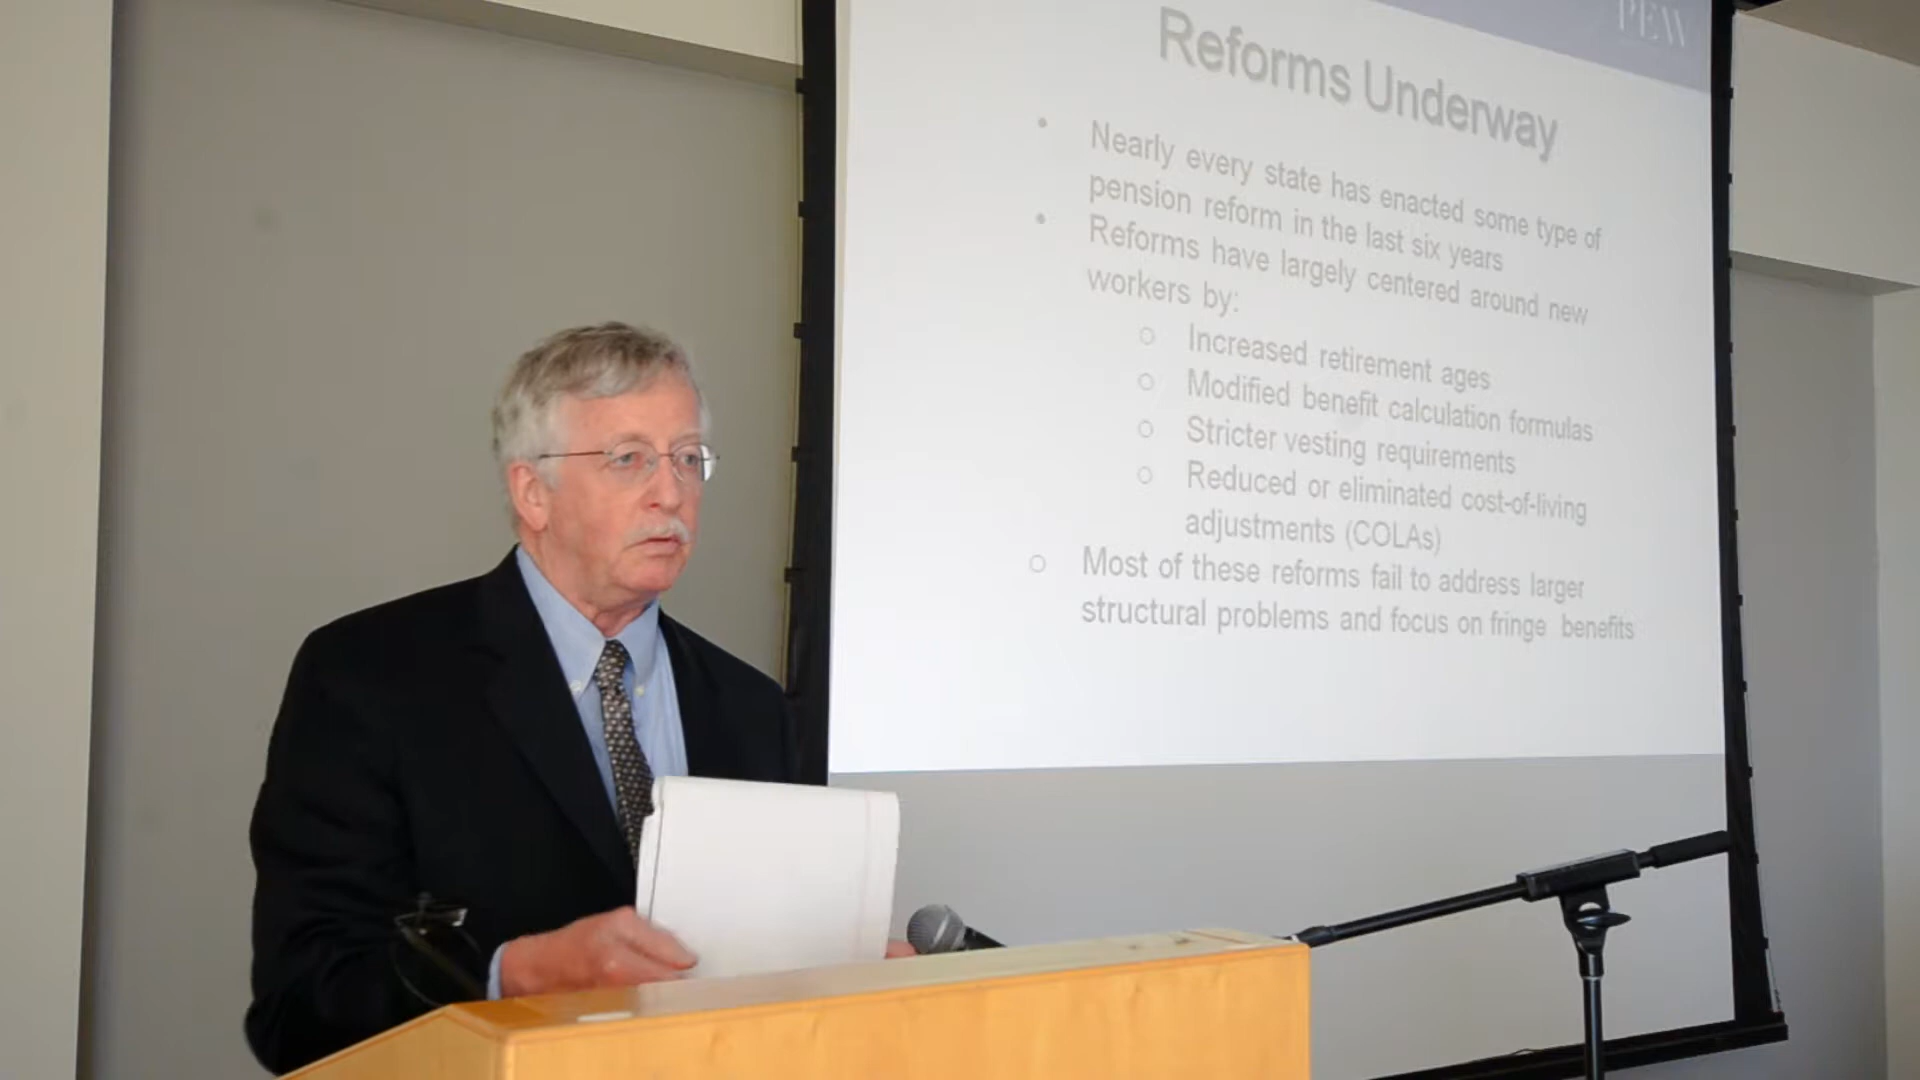 PEW
Reforms Underway
• Nearly every state has enacted some type of
pension reform in the last six years
• Reforms have largely centered around new
workers by:
○ Increased retirement ages
○ Modified benefit calculation formulas
○ Stricter vesting requirements
○ Reduced or eliminated cost-of-living
adjustments (COLAs)
○ Most of these reforms fail to address larger
structural problems and focus on fringe benefits